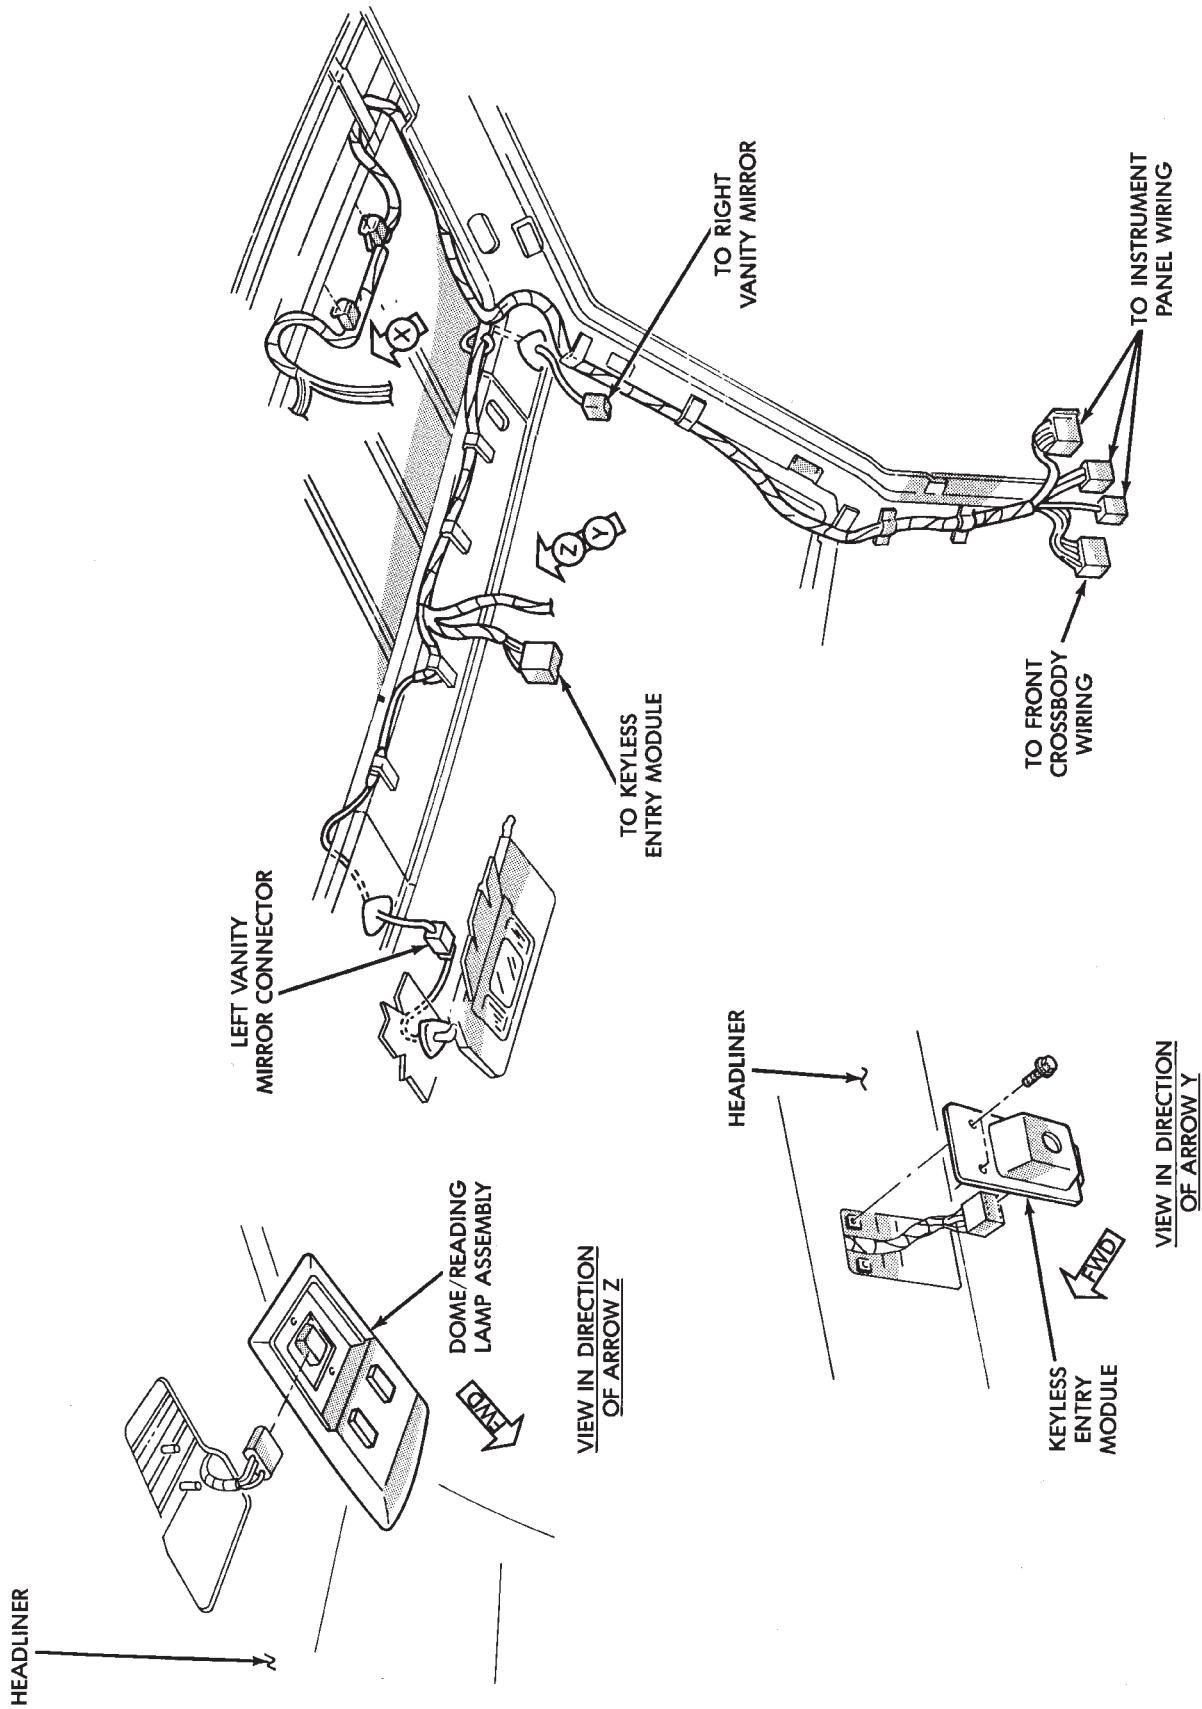 TO RIGHT
VANITY MIRROR
TO INSTRUMENT
PANEL WIRING
X
Z
Y
TO KEYLESS
ENTRY MODULE
TO FRONT
CROSSBODY
WIRING
LEFT VANITY
MIRROR CONNECTOR
HEADLINER
DOME/READING
LAMP ASSEMBLY
FWD
VIEW IN DIRECTION
OF ARROW Z
HEADLINER
KEYLESS
ENTRY
MODULE
FWD
VIEW IN DIRECTION
OF ARROW Y